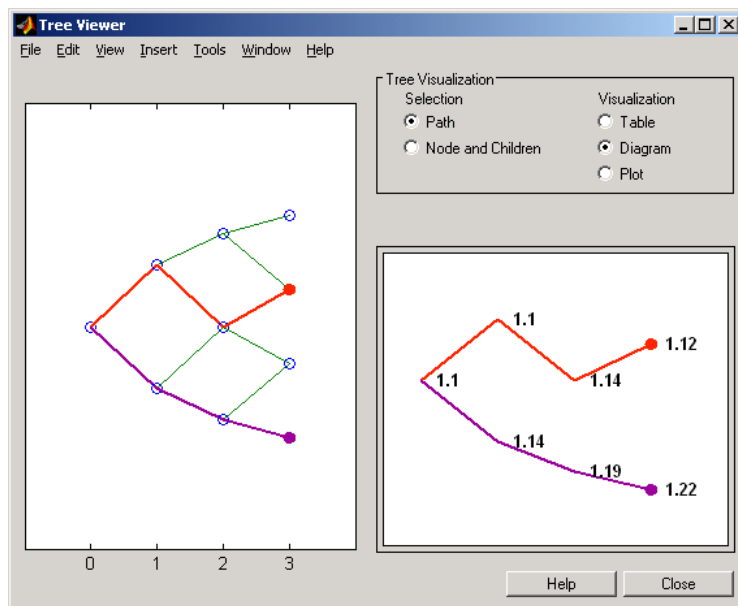 Tree Viewer
File Edit View Insert Tools Window Help
Tree Visualization
Selection Visualization
Path Table
Node and Children Diagram
Plot
1.1
1.12
1.1 1.14
1.14
1.19
1.22
0 1 2 3
Help Close